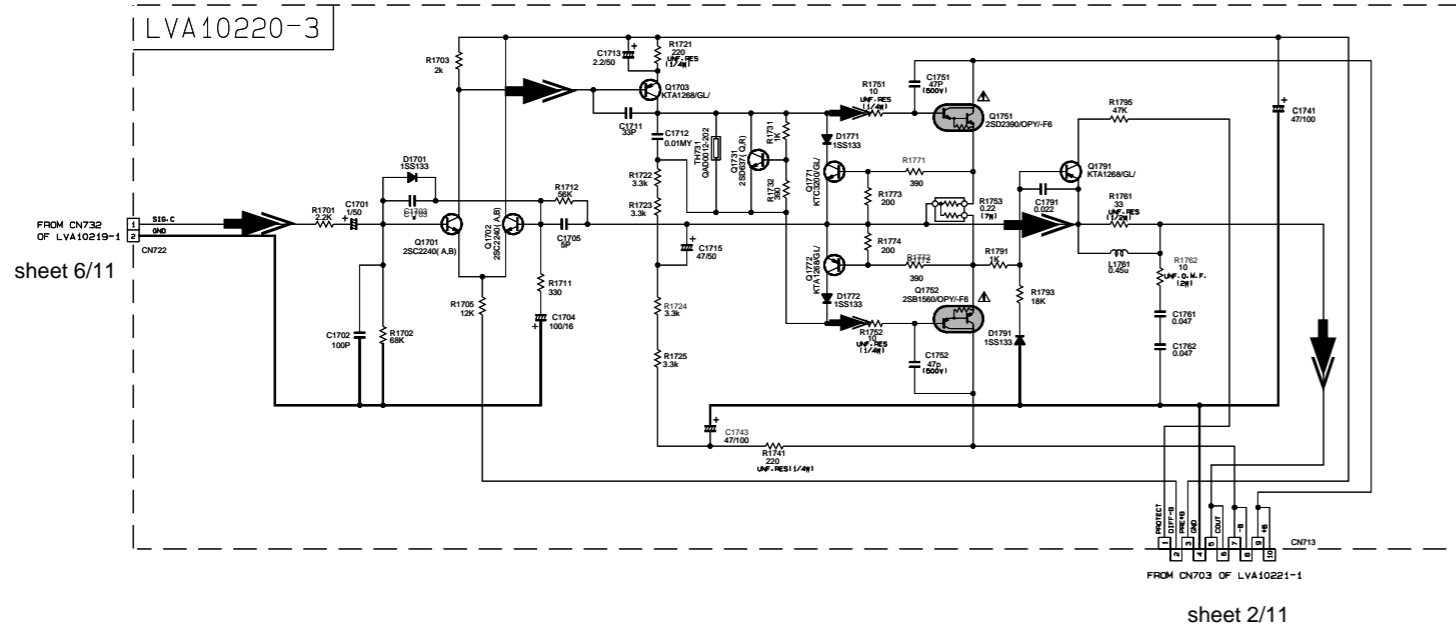 LVA10220-3
FROM CN732
OF LVA10219-1
sheet 6/11
1
2
SIG.C
GND
CN722
R1701
2.2K
C1701
1/50
D1701
1SS133
C1702
100P
R1702
68K
R1703
2k
Q1701
2SC2240( A,B)
Q1702
2SC2240( A,B)
R1705
12K
R1712
56K
C1705
5P
R1711
330
C1704
100/16
C1713
2.2/50
R1721
220
UNF.RES
(1/4W)
Q1703
KTA1268/GL/
C1711
33P
C1712
0.01MY
R1722
3.3k
R1723
3.3k
C1715
47/50
R1724
3.3k
R1725
3.3k
TH731
QAD0012-202
Q1731
2SD637( Q,R)
R1731
1K
R1732
390
D1771
1SS133
Q1771
KTC3200/GL/
Q1772
KTA1268/GL/
D1772
1SS133
R1751
10
UNF.RES
(1/4W)
C1751
47P
(500V)
Q1751
2SD2390/OPY/-F6
R1771
390
R1773
200
R1774
200
R1772
390
R1753
0.22
(7W)
R1752
10
UNF.RES
(1/4W)
Q1752
2SB1560/OPY/-F6
C1752
47p
(500V)
C1743
47/100
R1741
220
UNF.RES(1/4W)
R1791
1K
R1793
18K
D1791
1SS133
R1795
47K
Q1791
KTA1268/GL/
C1791
0.022
R1761
33
UNF.RES
(1/2W)
L1761
0.45u
R1762
10
UNF.O.M.F.
(2W)
C1761
0.047
C1762
0.047
C1741
47/100
PROTECT
DIFF-B
PRE+B
GND
COUT
-B
+B
1 2 3 4 5 6 7 8 9 10
CN713
FROM CN703 OF LVA10221-1
sheet 2/11